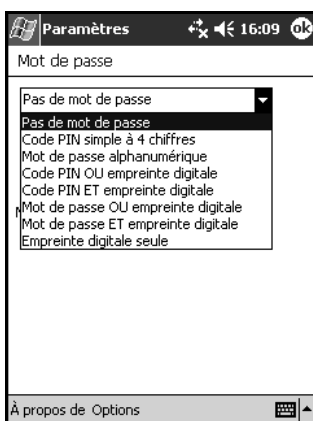 Paramètres 16:09 ok
Mot de passe
Pas de mot de passe
Pas de mot de passe
Code PIN simple à 4 chiffres
Mot de passe alphanumérique
Code PIN OU empreinte digitale
Code PIN ET empreinte digitale
Mot de passe OU empreinte digitale
Mot de passe ET empreinte digitale
Empreinte digitale seule
À propos de Options